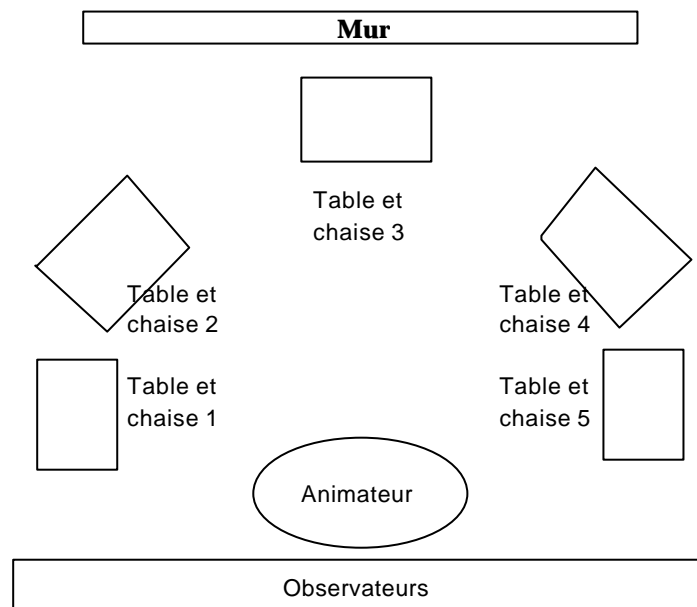 Mur
Table et
chaise 3
Table et
chaise 2
Table et
chaise 4
Table et
chaise 1
Table et
chaise 5
Animateur
Observateurs